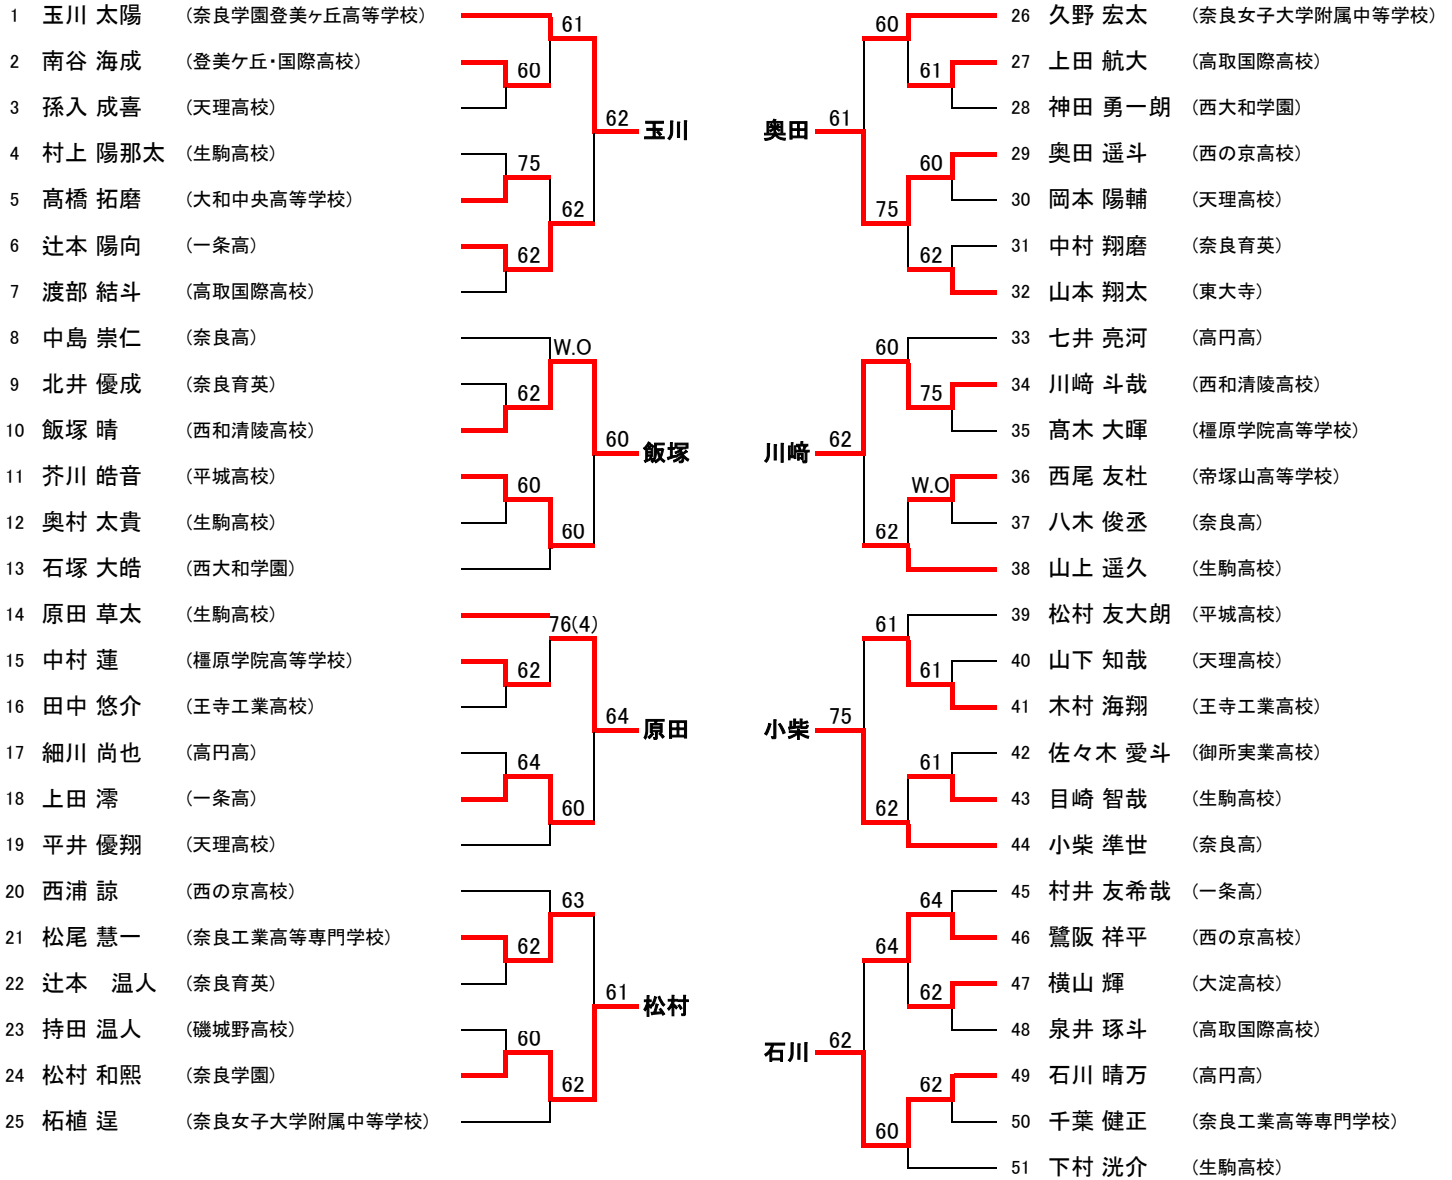 1 玉川 太陽 (奈良学園登美ヶ丘高等学校)
2 南谷 海成 (登美ケ丘・国際高校)
3 孫入 成喜 (天理高校)
4 村上 陽那太 (生駒高校)
5 髙橋 拓磨 (大和中央高等学校)
6 辻本 陽向 (一条高)
7 渡部 結斗 (高取国際高校)
61
60
62 玉川
75
62
62
8 中島 崇仁 (奈良高)
9 北井 優成 (奈良育英)
10 飯塚 晴 (西和清陵高校)
11 芥川 皓音 (平城高校)
12 奥村 太貴 (生駒高校)
13 石塚 大皓 (西大和学園)
W.O
62
60 飯塚
60
60
14 原田 草太 (生駒高校)
15 中村 蓮 (橿原学院高等学校)
16 田中 悠介 (王寺工業高校)
17 細川 尚也 (高円高)
18 上田 澪 (一条高)
19 平井 優翔 (天理高校)
76(4)
62
64 原田
64
60
20 西浦 諒 (西の京高校)
21 松尾 慧一 (奈良工業高等専門学校)
22 辻本 温人 (奈良育英)
23 持田 温人 (磯城野高校)
24 松村 和熙 (奈良学園)
25 柘植 逞 (奈良女子大学附属中等学校)
63
62
61 松村
60
62
26 久野 宏太 (奈良女子大学附属中等学校)
27 上田 航大 (高取国際高校)
28 神田 勇一朗 (西大和学園)
29 奥田 遥斗 (西の京高校)
30 岡本 陽輔 (天理高校)
31 中村 翔磨 (奈良育英)
32 山本 翔太 (東大寺)
60
61
奥田 61
60
75
62
33 七井 亮河 (高円高)
34 川﨑 斗哉 (西和清陵高校)
35 髙木 大暉 (橿原学院高等学校)
36 西尾 友杜 (帝塚山高等学校)
37 八木 俊丞 (奈良高)
38 山上 遥久 (生駒高校)
60
75
川﨑 62
W.O
62
39 松村 友大朗 (平城高校)
40 山下 知哉 (天理高校)
41 木村 海翔 (王寺工業高校)
42 佐々木 愛斗 (御所実業高校)
43 目崎 智哉 (生駒高校)
44 小柴 準世 (奈良高)
61
61
小柴 75
61
62
45 村井 友希哉 (一条高)
46 鷺阪 祥平 (西の京高校)
47 横山 輝 (大淀高校)
48 泉井 琢斗 (高取国際高校)
49 石川 晴万 (高円高)
50 千葉 健正 (奈良工業高等専門学校)
51 下村 洸介 (生駒高校)
64
64
62
石川 62
62
60